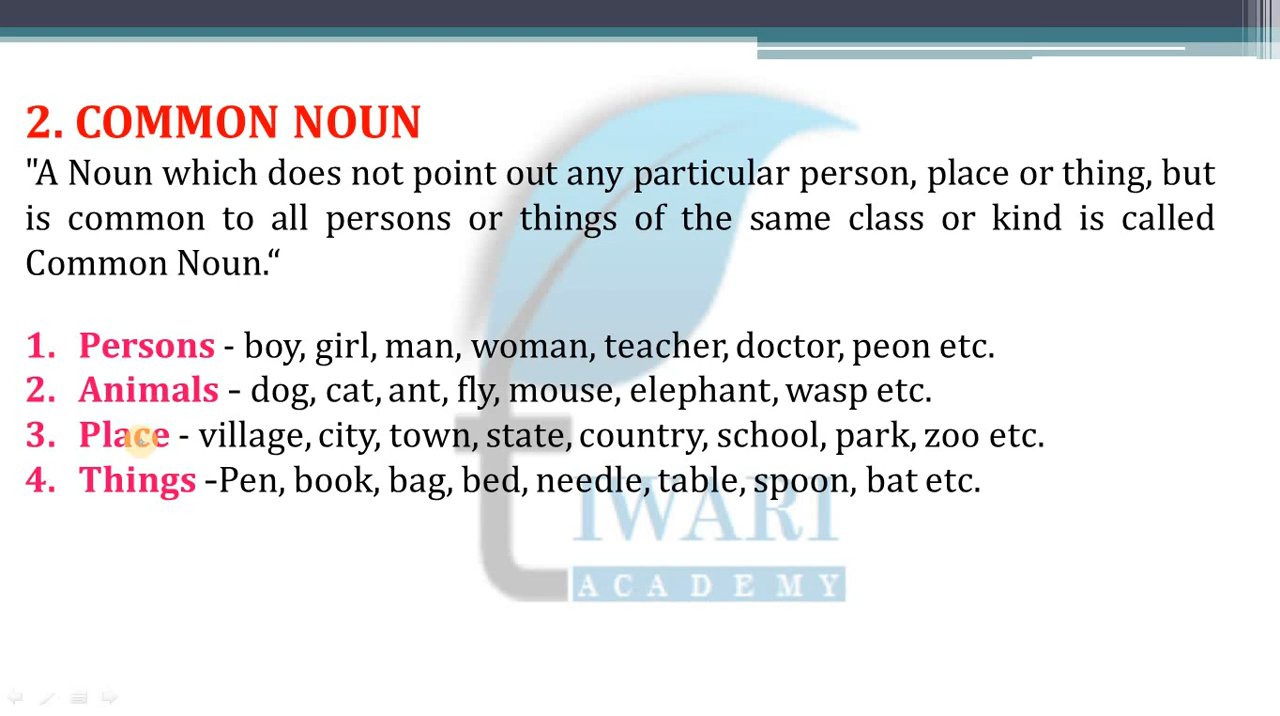 2. COMMON NOUN
"A Noun which does not point out any particular person, place or thing, but
is common to all persons or things of the same class or kind is called
Common Noun.“
1. Persons - boy, girl, man, woman, teacher, doctor, peon etc.
2. Animals – dog, cat, ant, fly, mouse, elephant, wasp etc.
3. Place - village, city, town, state, country, school, park, zoo etc.
4. Things –Pen, book, bag, bed, needle, table, spoon, bat etc.
tIWARI
ACADEMY